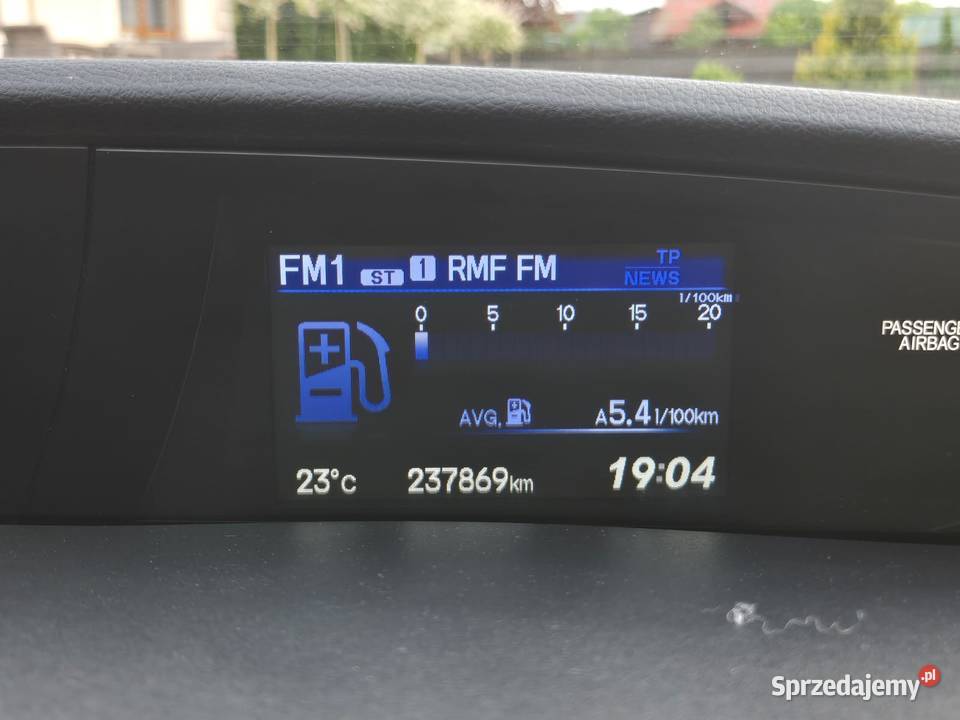 FM1 ST 1 RMF FM TP
NEWS
l/100km
0 5 10 15 20
PASSENGE
AIRBAG
AVG. A5.4 l/100km
23°C 237869km 19:04
Sprzedajemy.pl